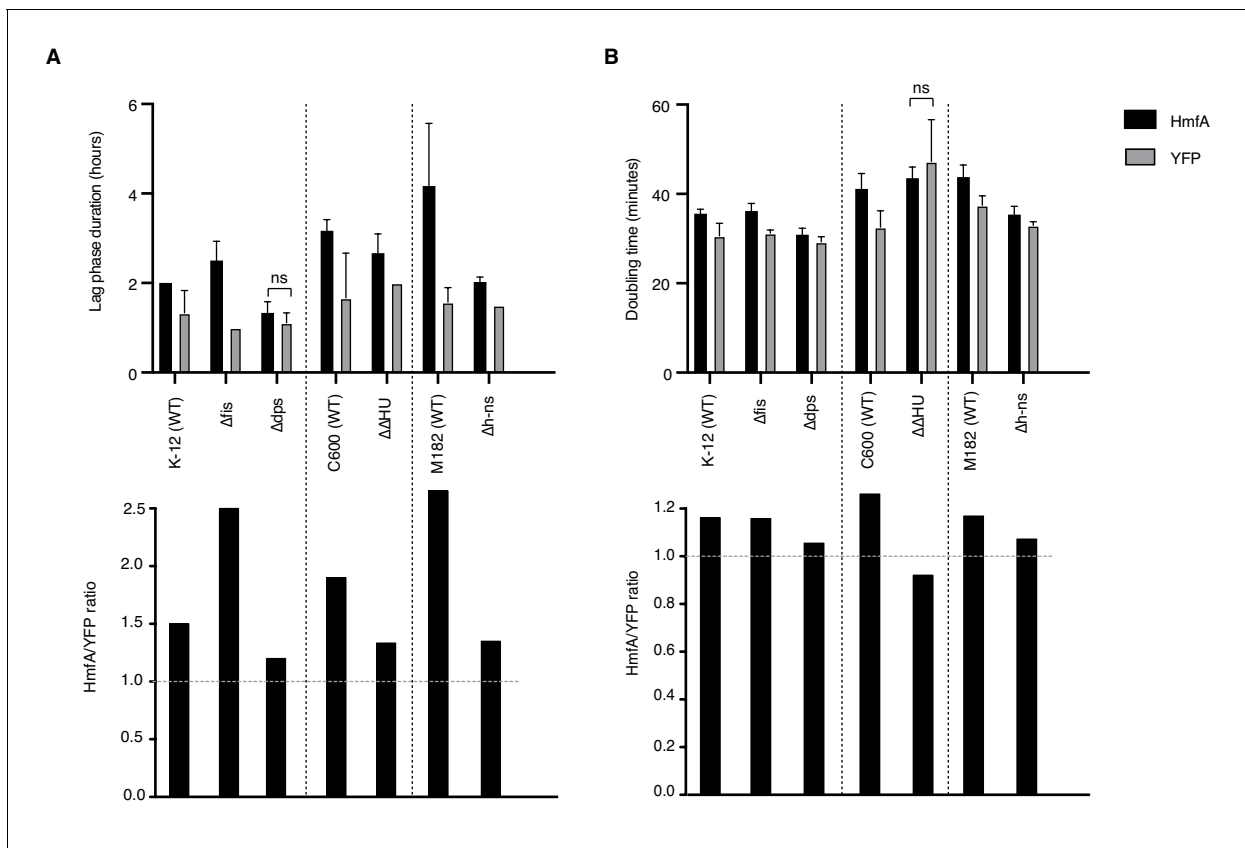 A
Lag phase duration (hours)
6
4
2
0
ns
K-12 (WT)
Δfis
Δdps
C600 (WT)
ΔΔHU
M182 (WT)
Δh-ns
HmfA/YFP ratio
2.5
2.0
1.5
1.0
0.5
0.0
B
Doubling time (minutes)
60
40
20
0
ns
K-12 (WT)
Δfis
Δdps
C600 (WT)
ΔΔHU
M182 (WT)
Δh-ns
HmfA
YFP
HmfA/YFP ratio
1.2
1.0
0.8
0.6
0.4
0.2
0.0